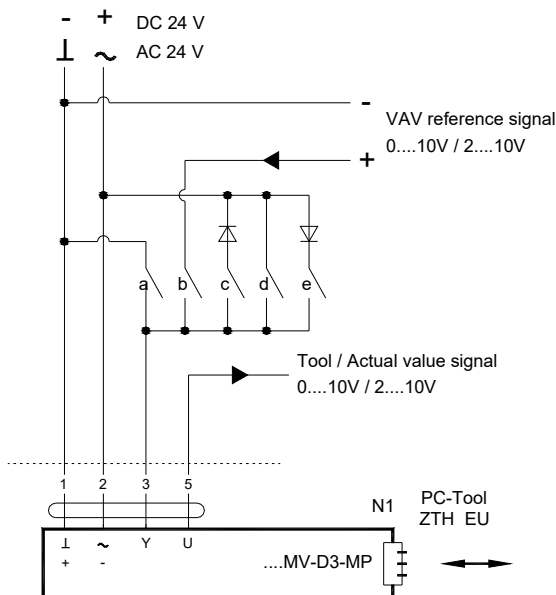 - + DC 24 V
⊥ ~ AC 24 V
-
VAV reference signal
0....10V / 2....10V
+
a b c d e
Tool / Actual value signal
0....10V / 2....10V
1 2 3 5
N1
PC-Tool
ZTH EU
⊥ ~ Y U
+ -
....MV-D3-MP